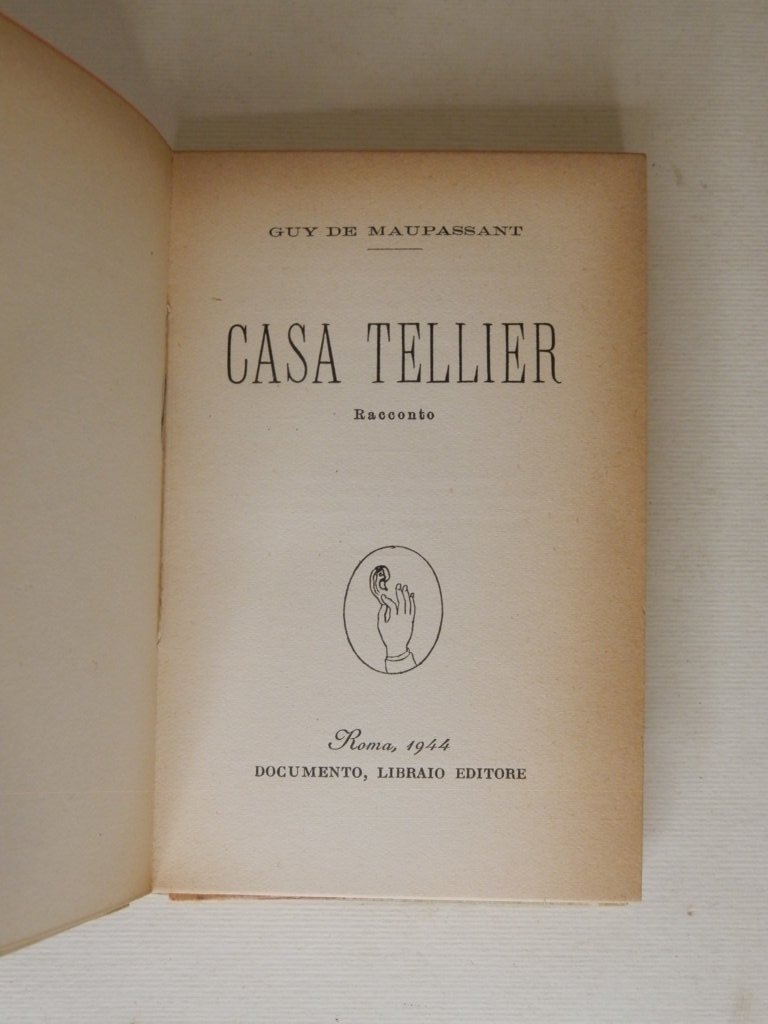 GUY DE MAUPASSANT
CASA TELLIER
Racconto
Roma, 1944
DOCUMENTO, LIBRAIO EDITORE